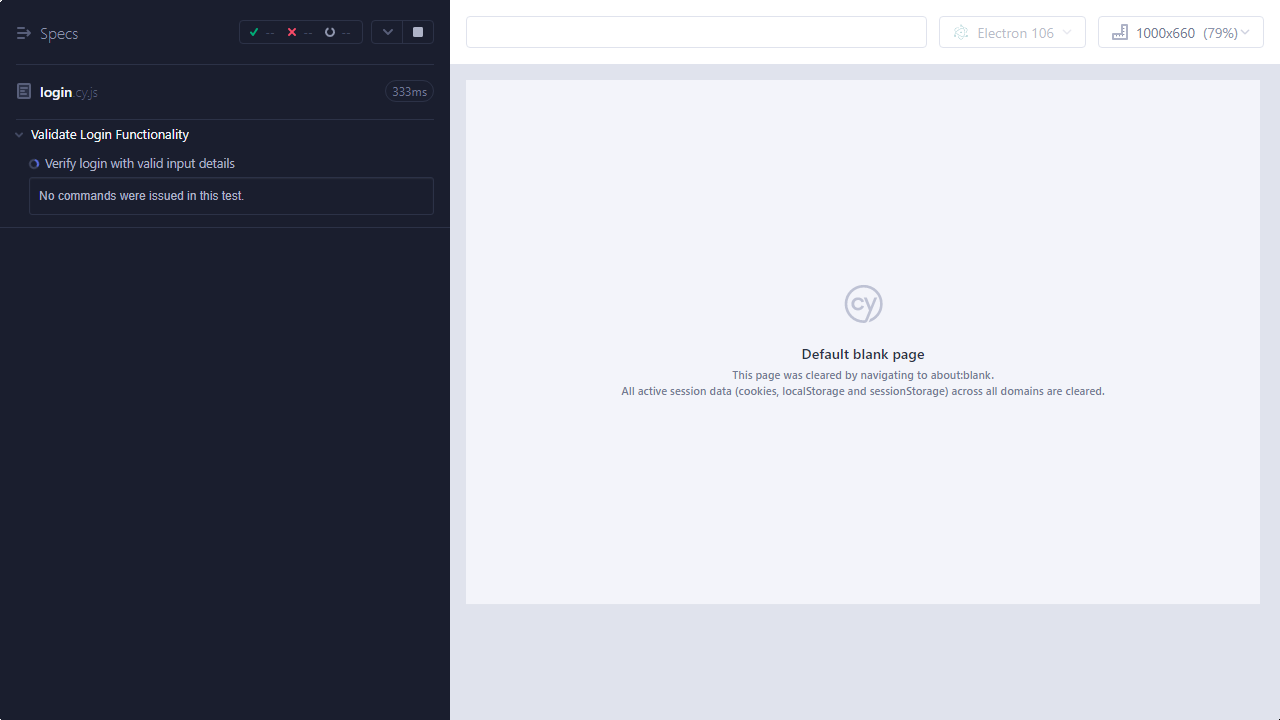 Specs
-- -- --
login.cy.js
333ms
Validate Login Functionality
Verify login with valid input details
No commands were issued in this test.
Electron 106
1000x660 (79%)
cy
Default blank page
This page was cleared by navigating to about:blank.
All active session data (cookies, localStorage and sessionStorage) across all domains are cleared.